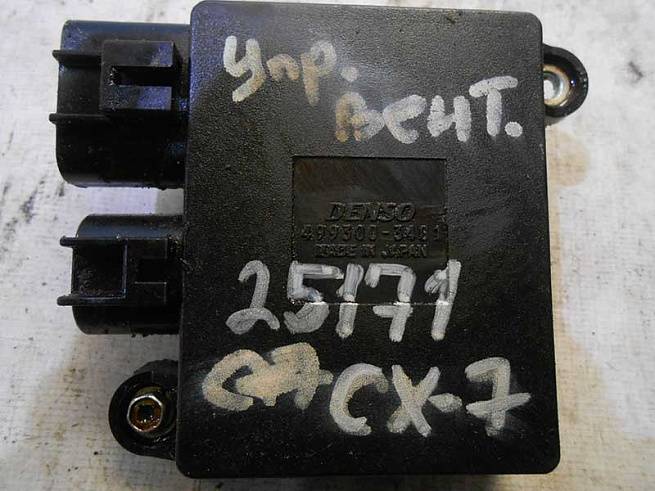 Упр.
вент.
DENSO
499300-3481
MADE IN JAPAN
25171
CX-7